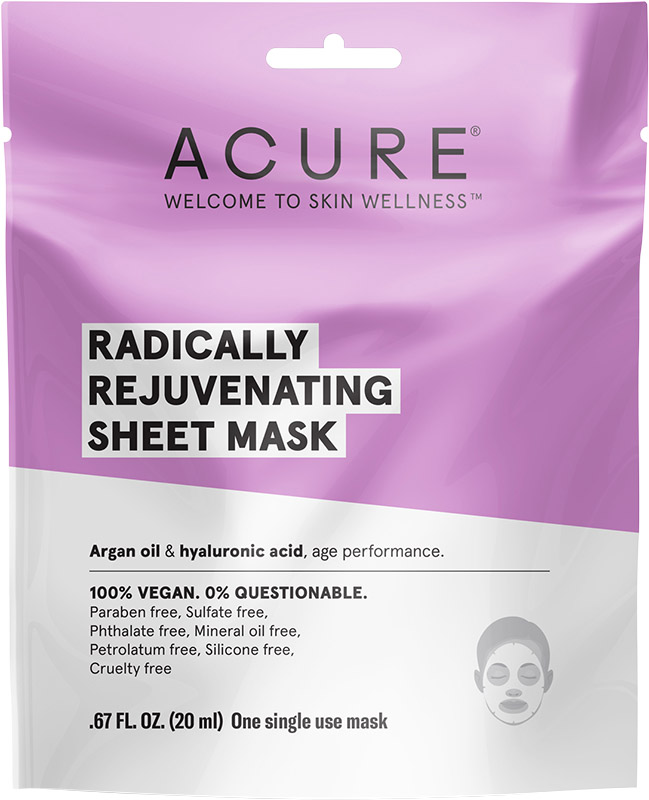 ACURE®
WELCOME TO SKIN WELLNESS™
RADICALLY
REJUVENATING
SHEET MASK
Argan oil & hyaluronic acid, age performance.
100% VEGAN. 0% QUESTIONABLE.
Paraben free, Sulfate free,
Phthalate free, Mineral oil free,
Petrolatum free, Silicone free,
Cruelty free
.67 FL. OZ. (20 ml) One single use mask